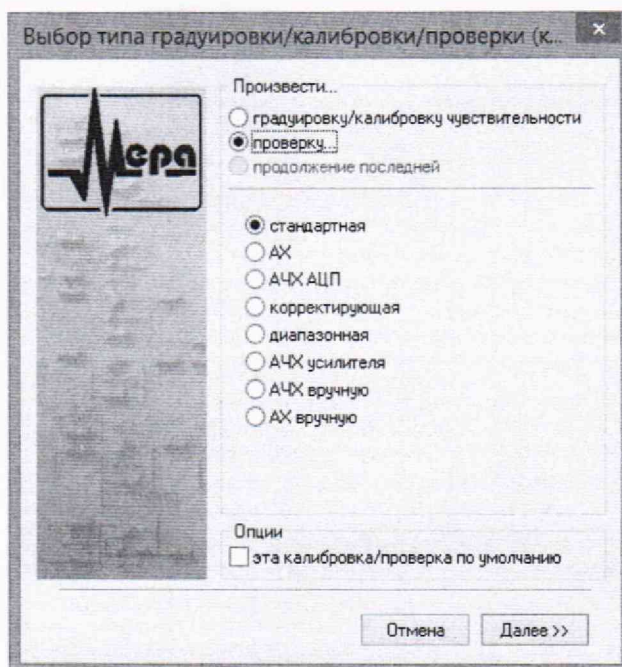 Выбор типа градуировки/калибровки/проверки (к...
Мера
Произвести...
градуировку/калибровку чувствительности
проверку...
продолжение последней
стандартная
АХ
АЧХ АЦП
корректирующая
диапазонная
АЧХ усилителя
АЧХ вручную
АХ вручную
Опции
эта калибровка/проверка по умолчанию
Отмена
Далее >>